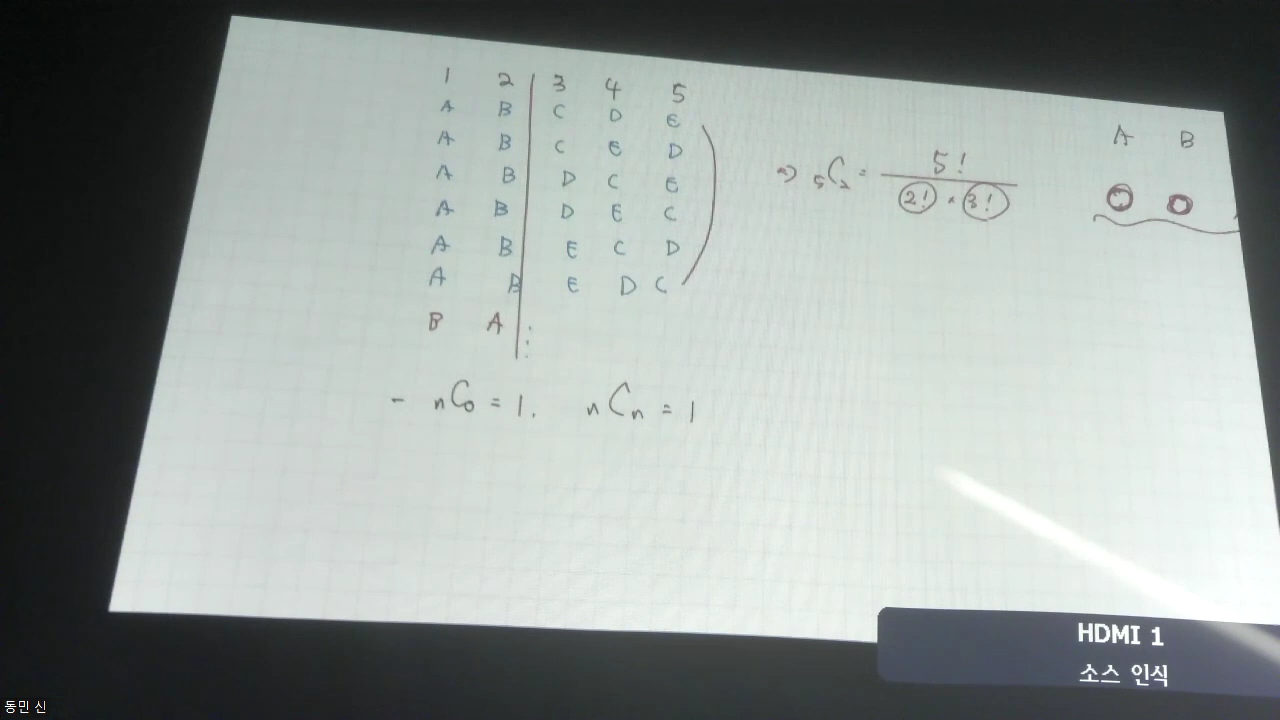 1 2 3 4 5
A B C D E
A B C E D
A B D C E
A B D E C
A B E C D
A B E D C
B A ⋮
⇒ ₅C₂ = 5! / (2! · 3!)
A B
- nC₀ = 1. nCn = 1
HDMI 1
소스 인식
동민 신